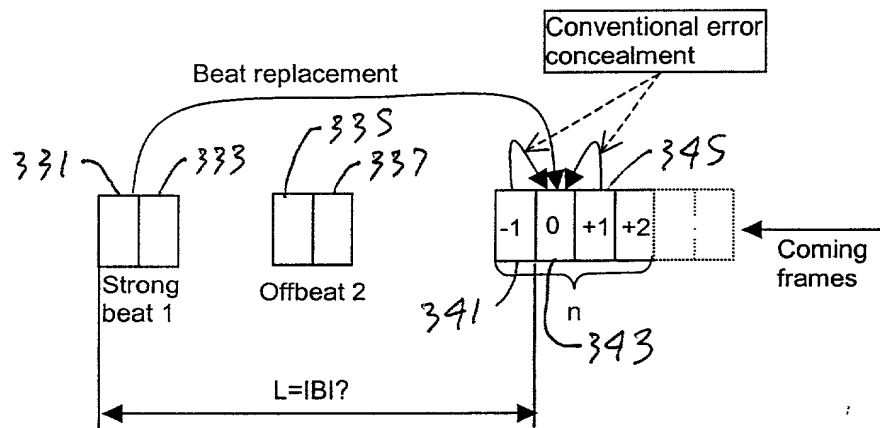 Conventional error
concealment
Beat replacement
331
333
335
337
345
-1 0 +1 +2
Coming
frames
Strong
beat 1
Offbeat 2
341
n
343
L=IBI?